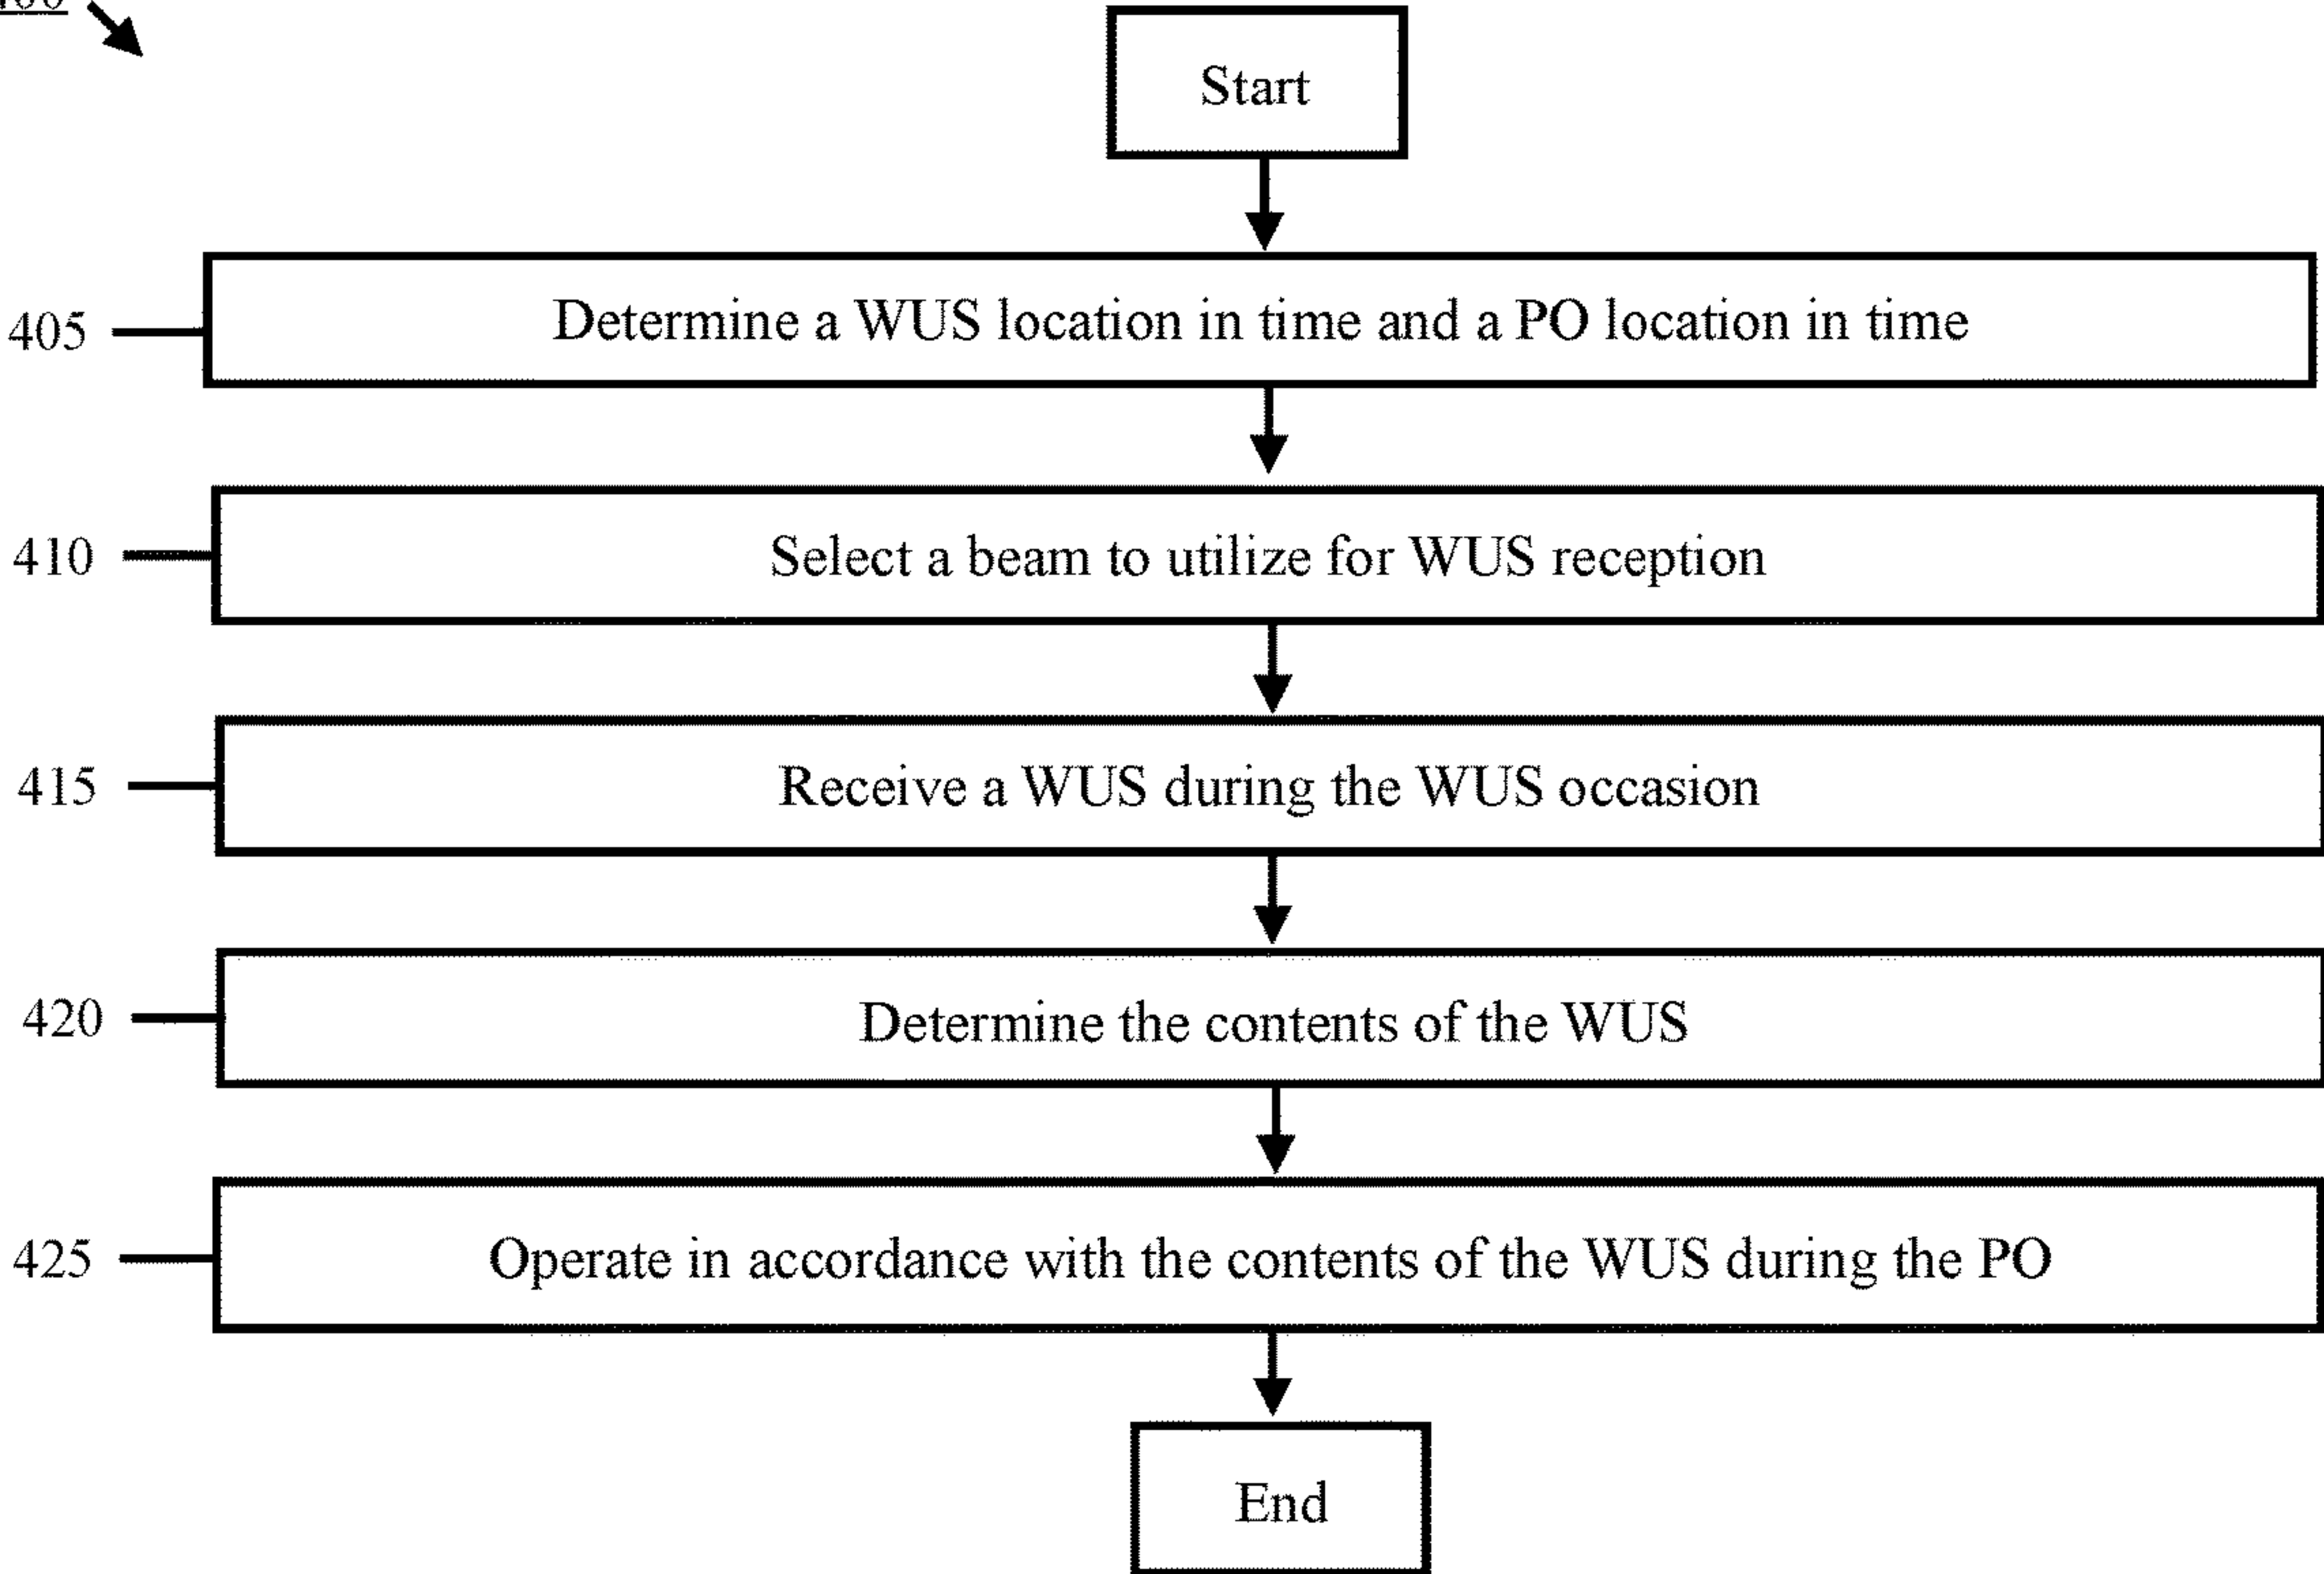 400
Start
405 Determine a WUS location in time and a PO location in time
410 Select a beam to utilize for WUS reception
415 Receive a WUS during the WUS occasion
420 Determine the contents of the WUS
425 Operate in accordance with the contents of the WUS during the PO
End